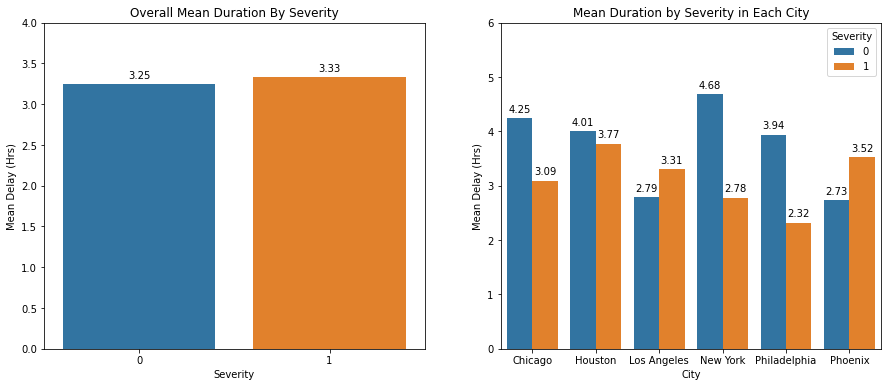 Overall Mean Duration By Severity
4.0
3.5
3.0
2.5
2.0
1.5
1.0
0.5
0.0
Mean Delay (Hrs)
3.25
3.33
0
1
Severity
Mean Duration by Severity in Each City
6
5
4
3
2
1
0
Mean Delay (Hrs)
Severity
0
1
4.25
3.09
4.01
3.77
2.79
3.31
4.68
2.78
3.94
2.32
2.73
3.52
Chicago
Houston
Los Angeles
New York
Philadelphia
Phoenix
City